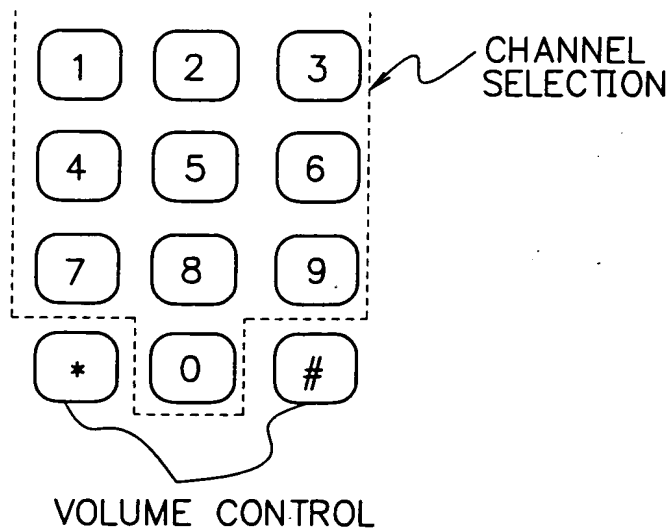 1 2 3
CHANNEL
SELECTION
4 5 6
7 8 9
* 0 #
VOLUME CONTROL